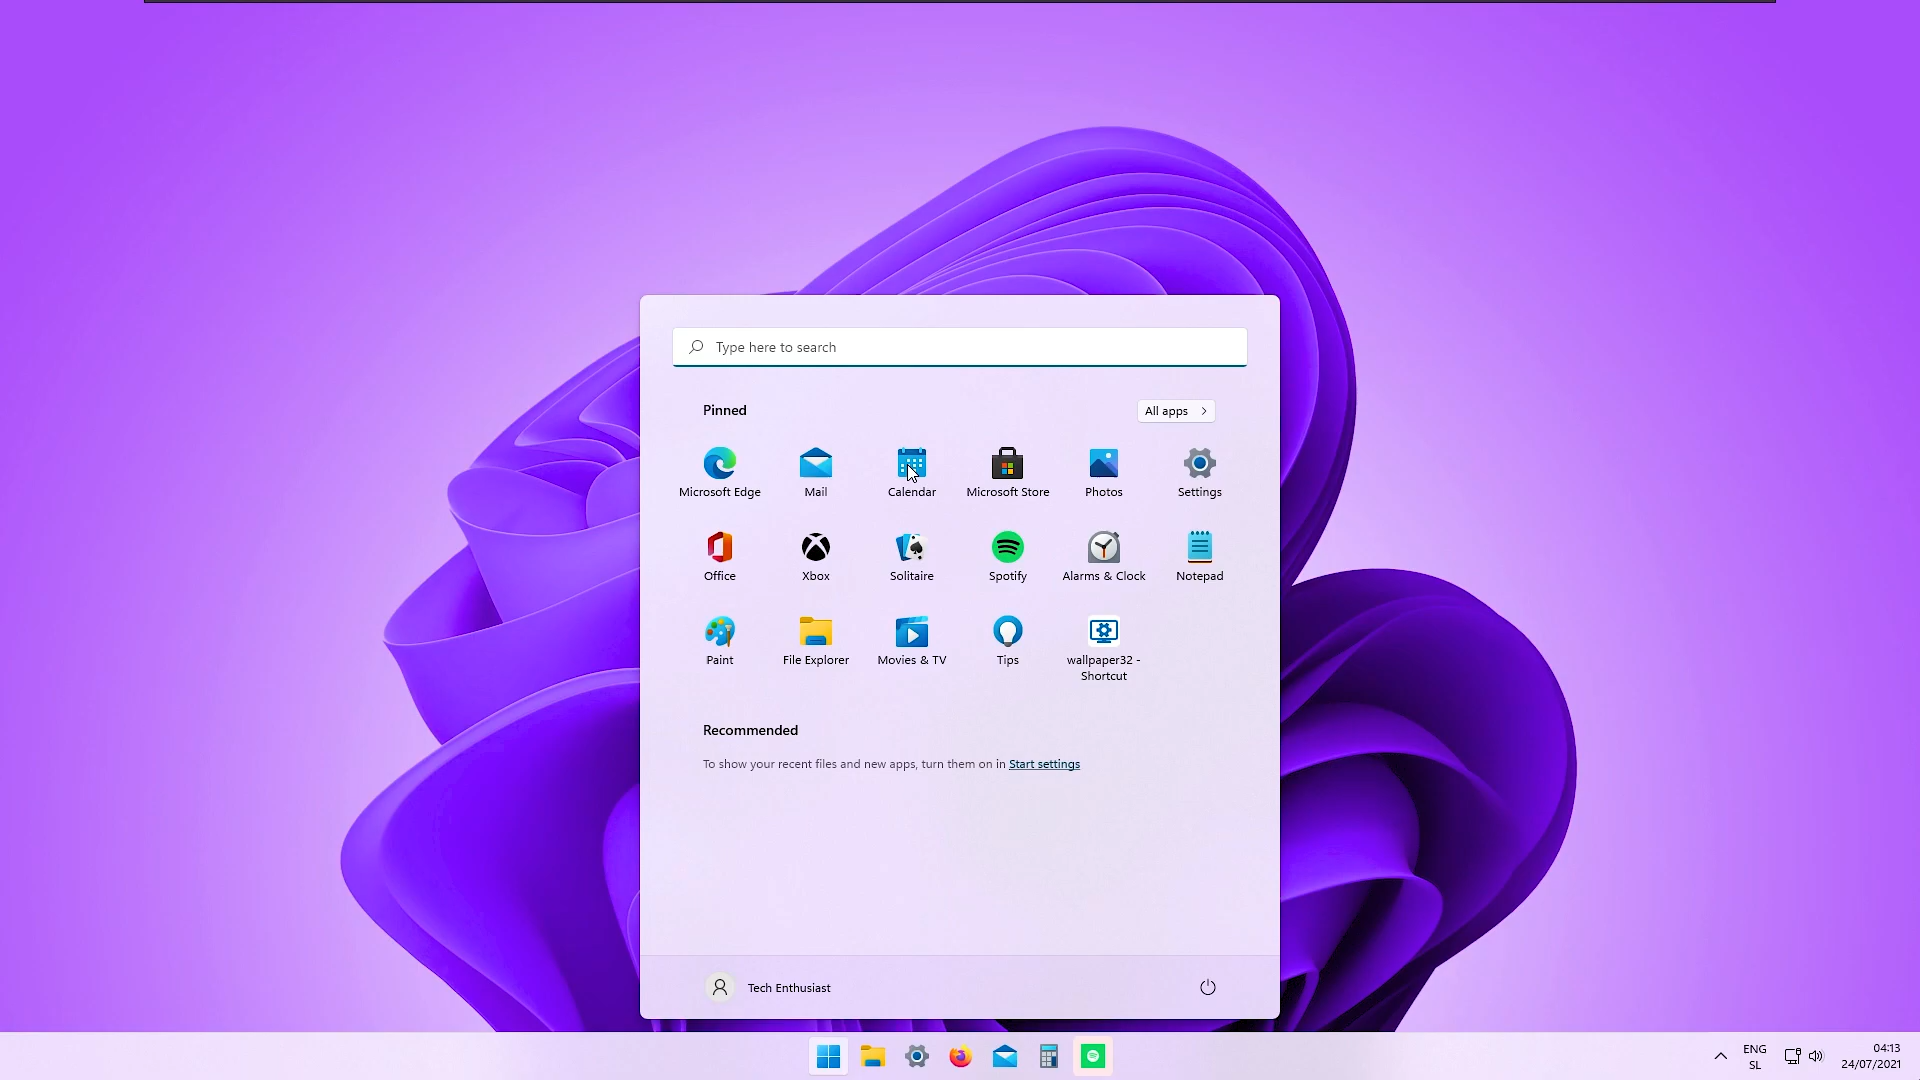 Type here to search
Pinned
All apps
Microsoft Edge
Mail
Calendar
Microsoft Store
Photos
Settings
Office
Xbox
Solitaire
Spotify
Alarms & Clock
Notepad
Paint
File Explorer
Movies & TV
Tips
wallpaper32 -
Shortcut
Recommended
To show your recent files and new apps, turn them on in Start settings
Tech Enthusiast
ENG
SL
04:13
24/07/2021